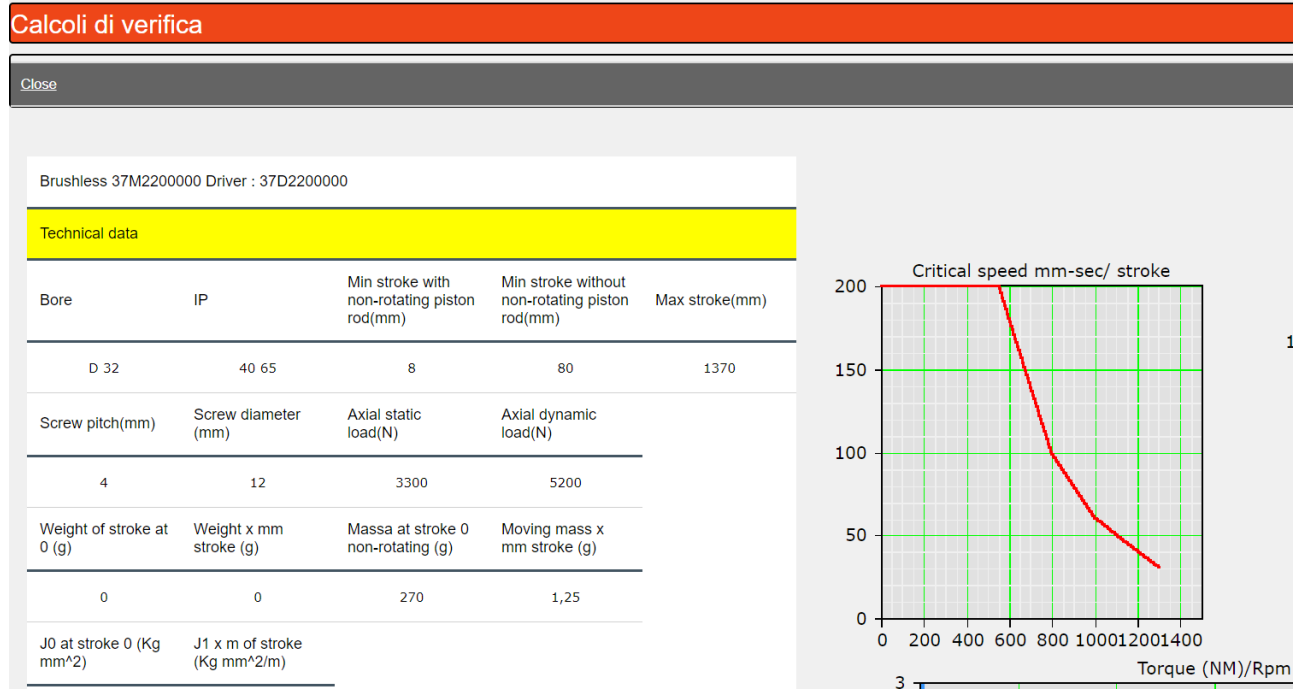 Calcoli di verifica
Close
Brushless 37M2200000 Driver : 37D2200000
Technical data
Bore
IP
Min stroke with
non-rotating piston
rod(mm)
Min stroke without
non-rotating piston
rod(mm)
Max stroke(mm)
D 32
40 65
8
80
1370
Screw pitch(mm)
Screw diameter
(mm)
Axial static
load(N)
Axial dynamic
load(N)
4
12
3300
5200
Weight of stroke at
0 (g)
Weight x mm
stroke (g)
Massa at stroke 0
non-rotating (g)
Moving mass x
mm stroke (g)
0
0
270
1,25
J0 at stroke 0 (Kg
mm^2)
J1 x m of stroke
(Kg mm^2/m)
Critical speed mm-sec/ stroke
200
150
100
50
0
0 200 400 600 800 1000 1200 1400
1
Torque (NM)/Rpm
3